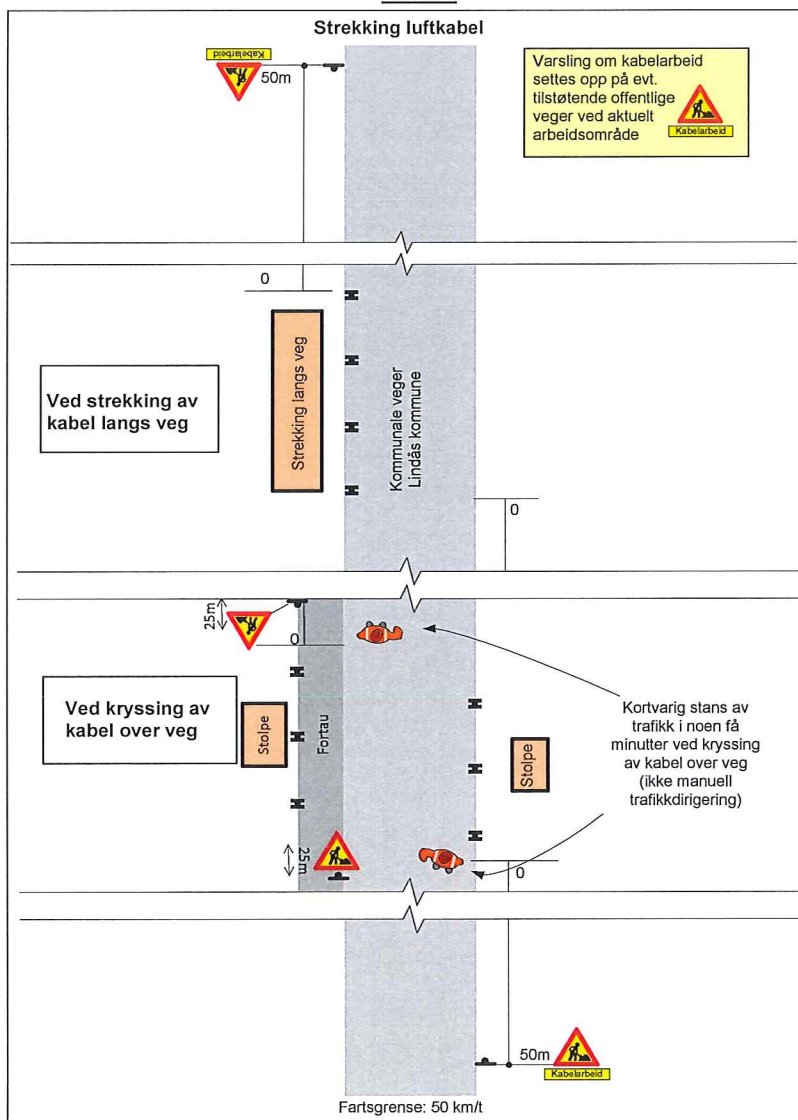 Strekking luftkabel
Kabelarbeid
50m
Varsling om kabelarbeid
settes opp på evt.
tilstøtende offentlige
veger ved aktuelt
arbeidsområde
Kabelarbeid
0
Strekking langs veg
Ved strekking av
kabel langs veg
Kommunale veger
Lindås kommune
0
25m
0
Ved kryssing av
kabel over veg
Stolpe
Fortau
Stolpe
Kortvarig stans av
trafikk i noen få
minutter ved kryssing
av kabel over veg
(ikke manuell
trafikkdirigering)
25m
0
50m
Kabelarbeid
Fartsgrense: 50 km/t